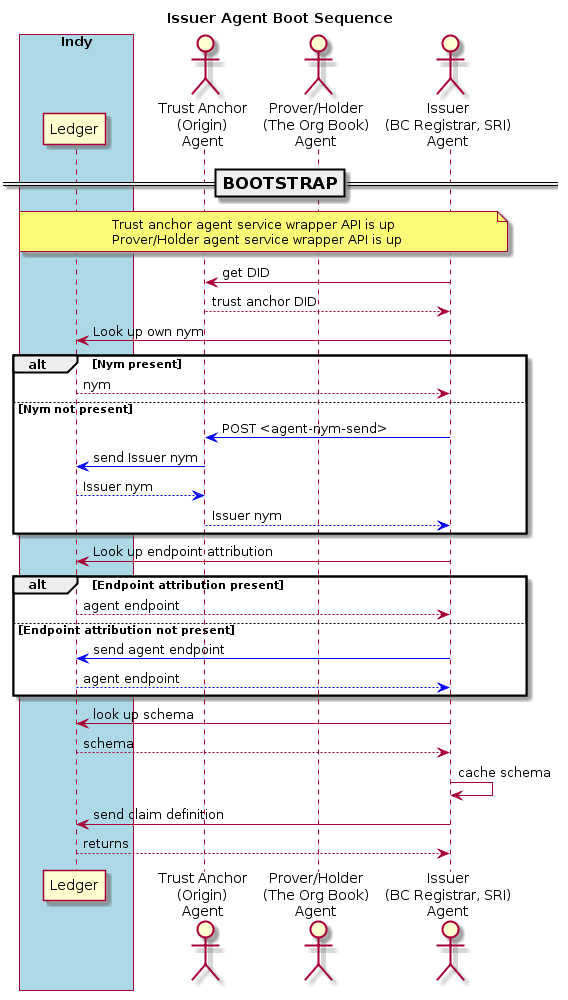 Issuer Agent Boot Sequence
Indy
Ledger
Trust Anchor
(Origin)
Agent
Prover/Holder
(The Org Book)
Agent
Issuer
(BC Registrar, SRI)
Agent
BOOTSTRAP
Trust anchor agent service wrapper API is up
Prover/Holder agent service wrapper API is up
get DID
trust anchor DID
Look up own nym
alt [Nym present]
nym
[Nym not present]
POST <agent-nym-send>
send Issuer nym
Issuer nym
Issuer nym
Look up endpoint attribution
alt [Endpoint attribution present]
agent endpoint
[Endpoint attribution not present]
send agent endpoint
agent endpoint
look up schema
schema
cache schema
send claim definition
returns
Ledger
Trust Anchor
(Origin)
Agent
Prover/Holder
(The Org Book)
Agent
Issuer
(BC Registrar, SRI)
Agent